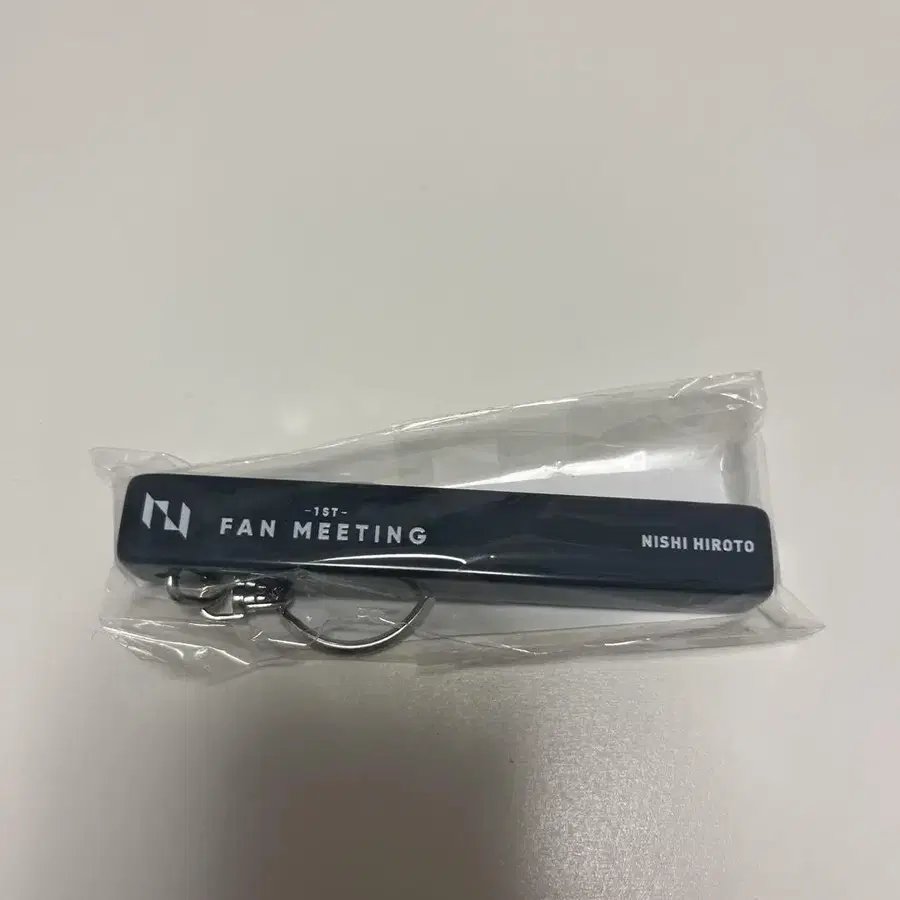 -1ST-
FAN MEETING
NISHI HIROTO